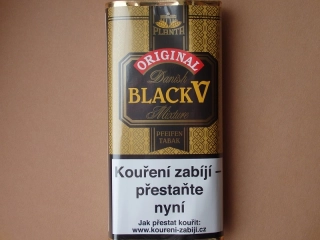 PLANTA
ORIGINAL
Danish
BLACK V
Mixture
PFEIFEN
TABAK
Kouření zabíjí –
přestaňte
nyní
Jak přestat kouřit:
www.koureni-zabiji.cz